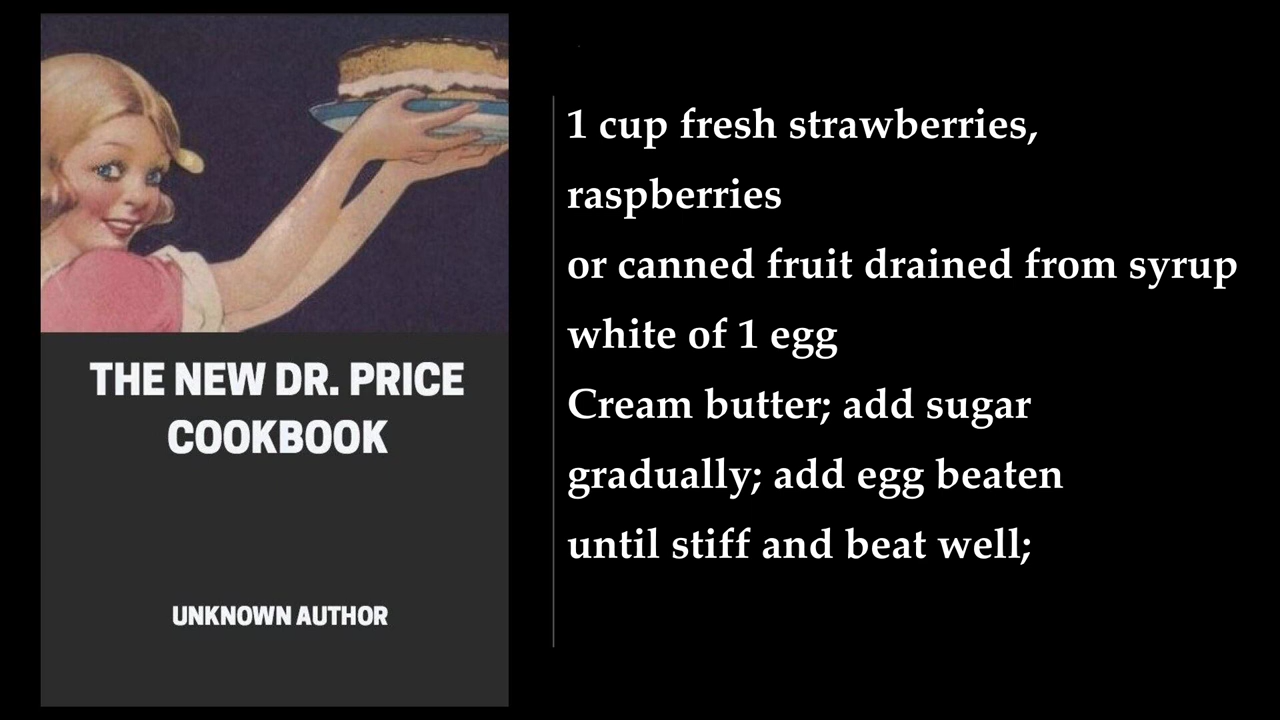 THE NEW DR. PRICE
COOKBOOK
UNKNOWN AUTHOR
1 cup fresh strawberries,
raspberries
or canned fruit drained from syrup
white of 1 egg
Cream butter; add sugar
gradually; add egg beaten
until stiff and beat well;